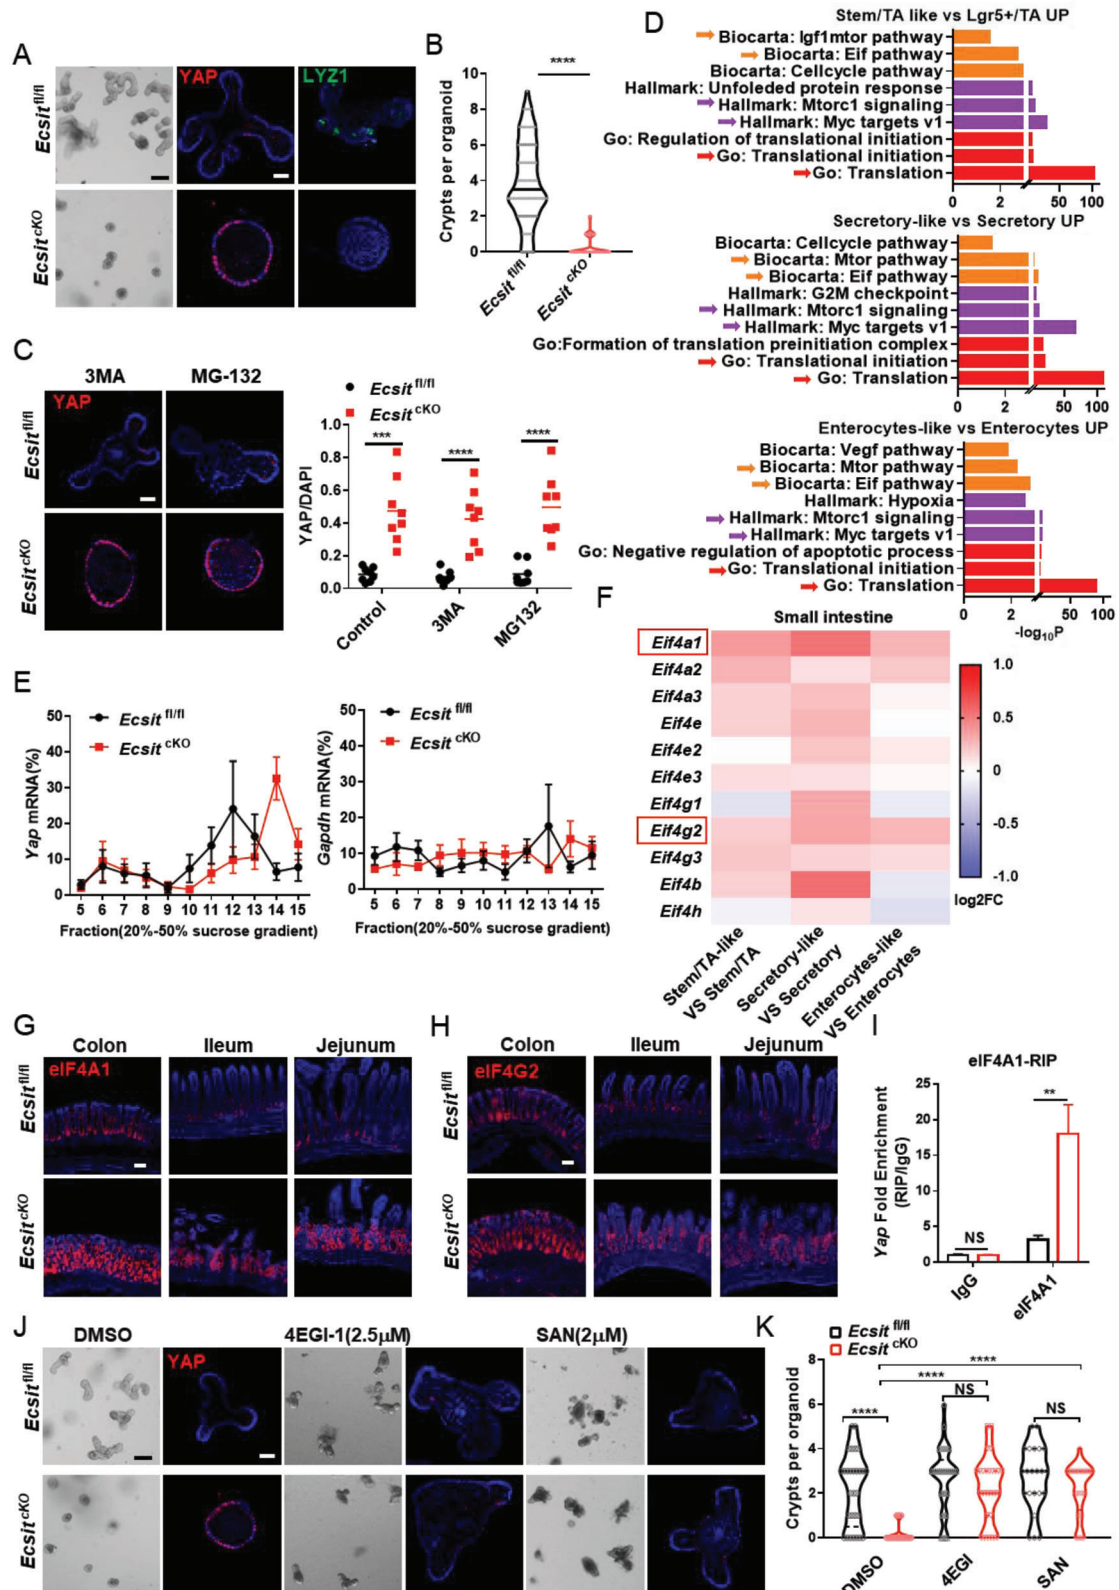 A
YAP
LYZ1
Ecsit fl/fl
Ecsit cKO
B
****
Crypts per organoid
10
8
6
4
2
0
Ecsit fl/fl
Ecsit cKO
C
3MA
MG-132
YAP
Ecsit fl/fl
Ecsit cKO
Ecsit fl/fl
Ecsit cKO
YAP/DAPI
1.0
0.8
0.6
0.4
0.2
0.0
***
****
****
Control
3MA
MG132
D
Stem/TA like vs Lgr5+/TA UP
Biocarta: Igf1mtor pathway
Biocarta: Eif pathway
Biocarta: Cellcycle pathway
Hallmark: Unfoleded protein response
Hallmark: Mtorc1 signaling
Hallmark: Myc targets v1
Go: Regulation of translational initiation
Go: Translational initiation
Go: Translation
0 2 50 100
Secretory-like vs Secretory UP
Biocarta: Cellcycle pathway
Biocarta: Mtor pathway
Biocarta: Eif pathway
Hallmark: G2M checkpoint
Hallmark: Mtorc1 signaling
Hallmark: Myc targets v1
Go:Formation of translation preinitiation complex
Go: Translational initiation
Go: Translation
0 2 50 100
Enterocytes-like vs Enterocytes UP
Biocarta: Vegf pathway
Biocarta: Mtor pathway
Biocarta: Eif pathway
Hallmark: Hypoxia
Hallmark: Mtorc1 signaling
Hallmark: Myc targets v1
Go: Negative regulation of apoptotic process
Go: Translational initiation
Go: Translation
0 2 50 100
-log10P
E
Ecsit fl/fl
Ecsit cKO
Yap mRNA(%)
50
40
30
20
10
0
5 6 7 8 9 10 11 12 13 14 15
Fraction(20%-50% sucrose gradient)
Ecsit fl/fl
Ecsit cKO
Gapdh mRNA(%)
50
40
30
20
10
0
5 6 7 8 9 10 11 12 13 14 15
Fraction(20%-50% sucrose gradient)
F
Small intestine
Eif4a1
Eif4a2
Eif4a3
Eif4e
Eif4e2
Eif4e3
Eif4g1
Eif4g2
Eif4g3
Eif4b
Eif4h
Stem/TA-like
VS Stem/TA
Secretory-like
VS Secretory
Enterocytes-like
VS Enterocytes
1.0
0.5
0
-0.5
-1.0
log2FC
G
Colon Ileum Jejunum
eIF4A1
Ecsit fl/fl
Ecsit cKO
H
Colon Ileum Jejunum
eIF4G2
Ecsit fl/fl
Ecsit cKO
I
eIF4A1-RIP
Yap Fold Enrichment
(RIP/IgG)
25
20
15
10
5
0
NS
**
IgG
eIF4A1
J
DMSO 4EGI-1(2.5μM) SAN(2μM)
YAP
Ecsit fl/fl
Ecsit cKO
K
Ecsit fl/fl
Ecsit cKO
Crypts per organoid
8
6
4
2
0
****
****
****
NS
NS
DMSO
4EGI
SAN